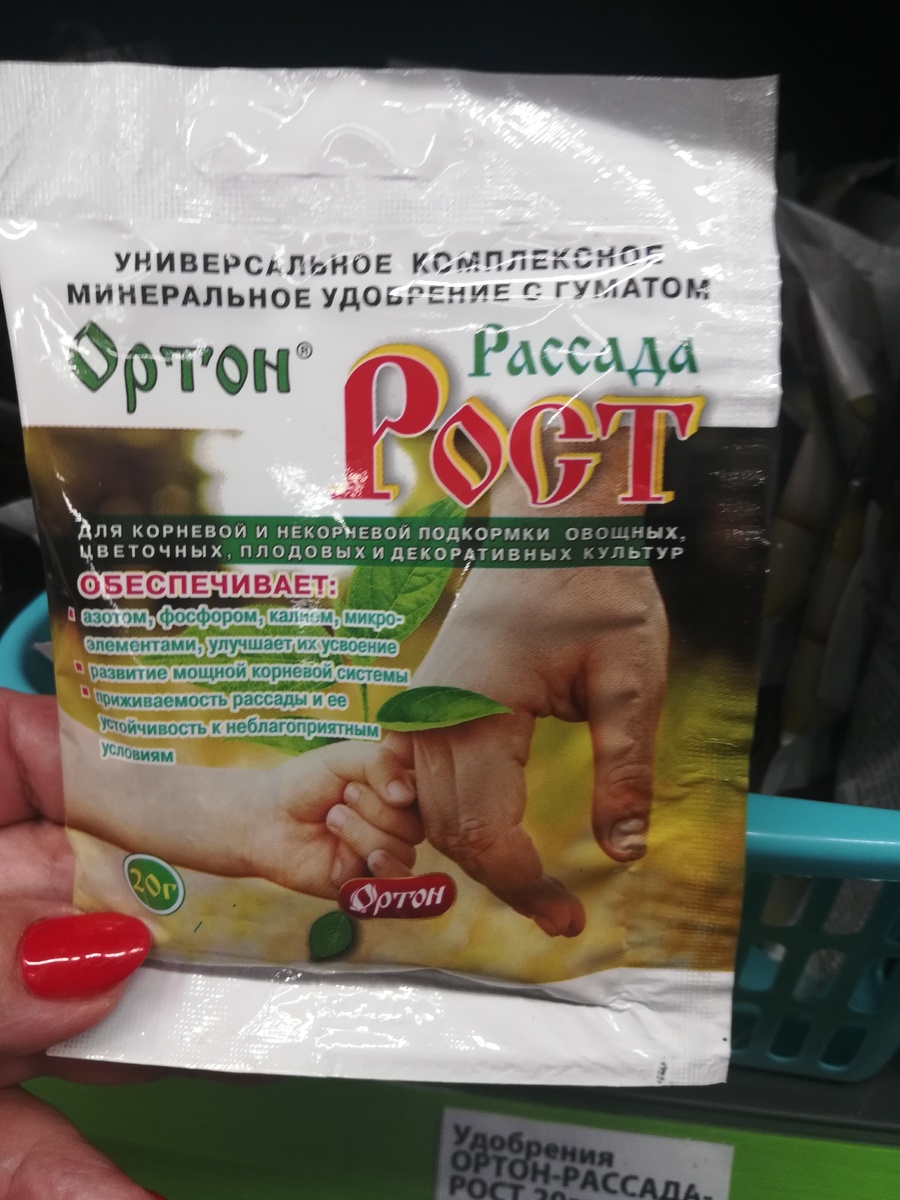 УНИВЕРСАЛЬНОЕ КОМПЛЕКСНОЕ
МИНЕРАЛЬНОЕ УДОБРЕНИЕ С ГУМАТОМ
Ортон®
Рассада
Рост
ДЛЯ КОРНЕВОЙ И НЕКОРНЕВОЙ ПОДКОРМКИ ОВОЩНЫХ,
ЦВЕТОЧНЫХ, ПЛОДОВЫХ И ДЕКОРАТИВНЫХ КУЛЬТУР
ОБЕСПЕЧИВАЕТ:
азотом, фосфором, калием, микро-
элементами, улучшает их усвоение
развитие мощной корневой системы
приживаемость рассады и ее
устойчивость к неблагоприятным
условиям
20г
Ортон
Удобрения
ОРТОН-РАССАДА-
РОСТ